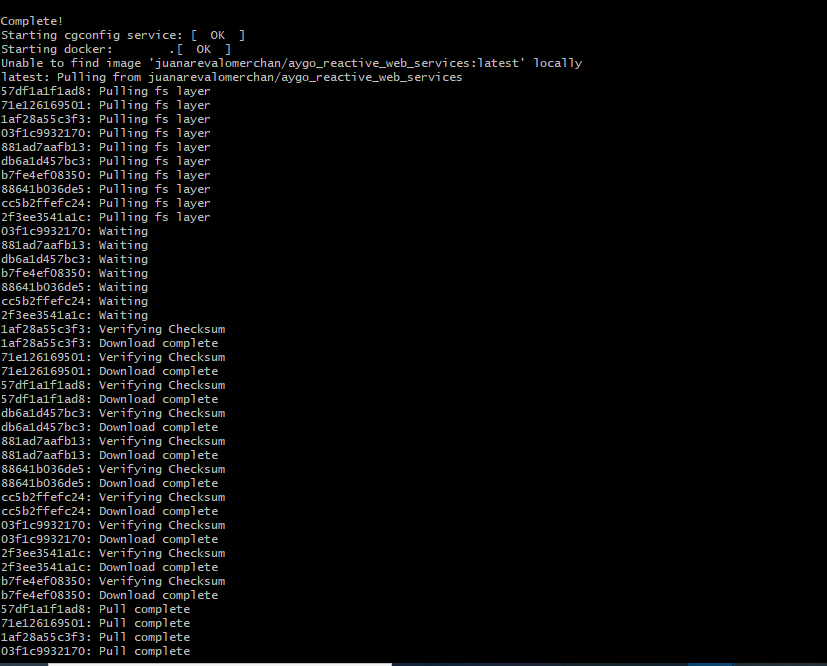 Complete!
Starting cgconfig service: [  OK  ]
Starting docker:        .[  OK  ]
Unable to find image 'juanarevalomerchan/aygo_reactive_web_services:latest' locally
latest: Pulling from juanarevalomerchan/aygo_reactive_web_services
57df1a1f1ad8: Pulling fs layer
71e126169501: Pulling fs layer
1af28a55c3f3: Pulling fs layer
03f1c9932170: Pulling fs layer
881ad7aafb13: Pulling fs layer
db6a1d457bc3: Pulling fs layer
b7fe4ef08350: Pulling fs layer
88641b036de5: Pulling fs layer
cc5b2ffefc24: Pulling fs layer
2f3ee3541a1c: Pulling fs layer
03f1c9932170: Waiting
881ad7aafb13: Waiting
db6a1d457bc3: Waiting
b7fe4ef08350: Waiting
88641b036de5: Waiting
cc5b2ffefc24: Waiting
2f3ee3541a1c: Waiting
1af28a55c3f3: Verifying Checksum
1af28a55c3f3: Download complete
71e126169501: Verifying Checksum
71e126169501: Download complete
57df1a1f1ad8: Verifying Checksum
57df1a1f1ad8: Download complete
db6a1d457bc3: Verifying Checksum
db6a1d457bc3: Download complete
881ad7aafb13: Verifying Checksum
881ad7aafb13: Download complete
88641b036de5: Verifying Checksum
88641b036de5: Download complete
cc5b2ffefc24: Verifying Checksum
cc5b2ffefc24: Download complete
03f1c9932170: Verifying Checksum
03f1c9932170: Download complete
2f3ee3541a1c: Verifying Checksum
2f3ee3541a1c: Download complete
b7fe4ef08350: Verifying Checksum
b7fe4ef08350: Download complete
57df1a1f1ad8: Pull complete
71e126169501: Pull complete
1af28a55c3f3: Pull complete
03f1c9932170: Pull complete